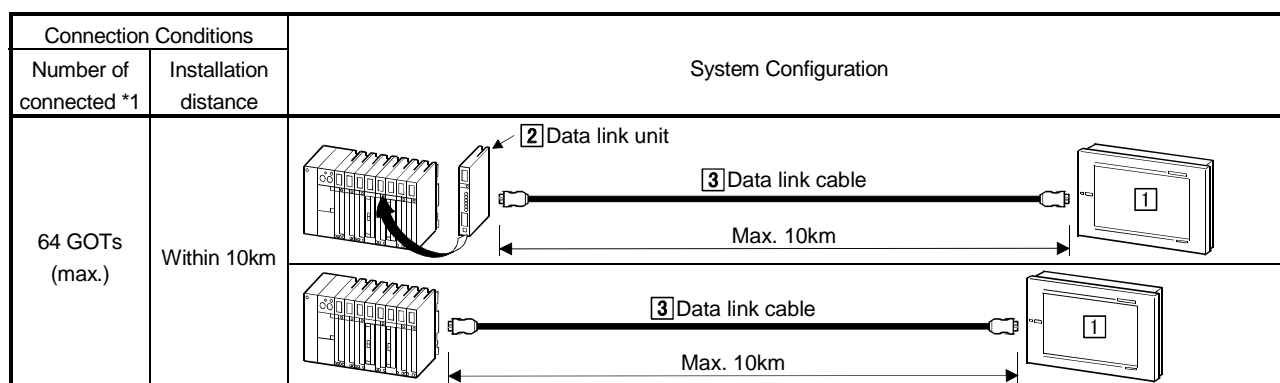 Connection Conditions
Number of connected *1
Installation distance
System Configuration
64 GOTs (max.)
Within 10km
2 Data link unit
3 Data link cable
1
Max. 10km
3 Data link cable
1
Max. 10km